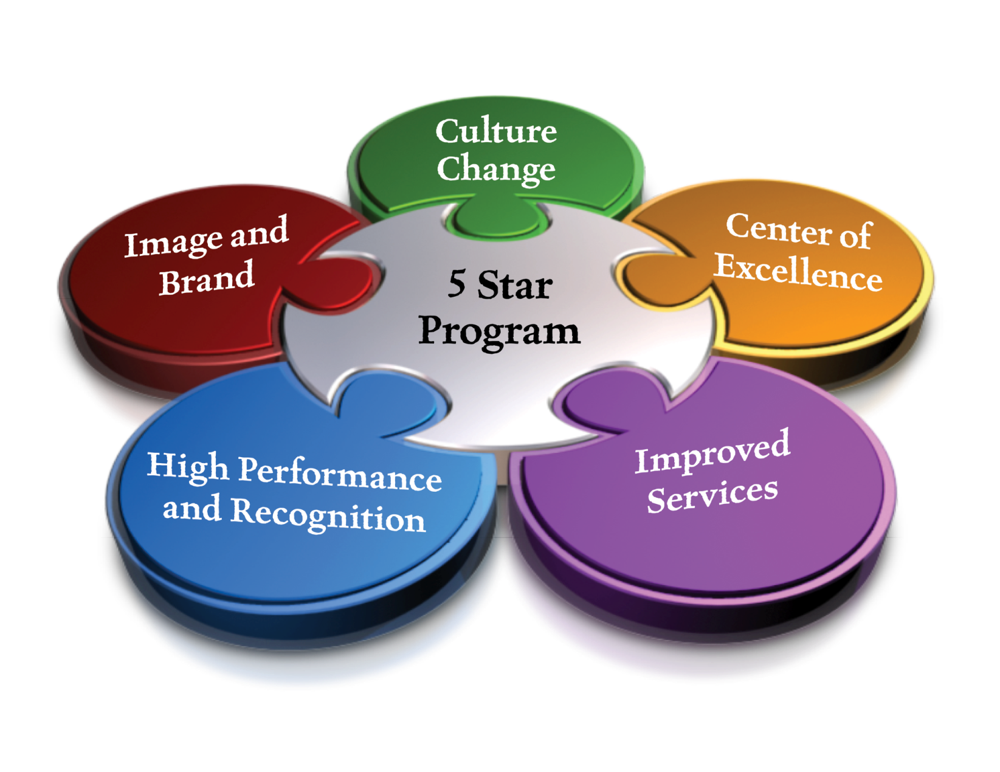 Culture
Change
Image and
Brand
Center of
Excellence
5 Star
Program
High Performance
and Recognition
Improved
Services